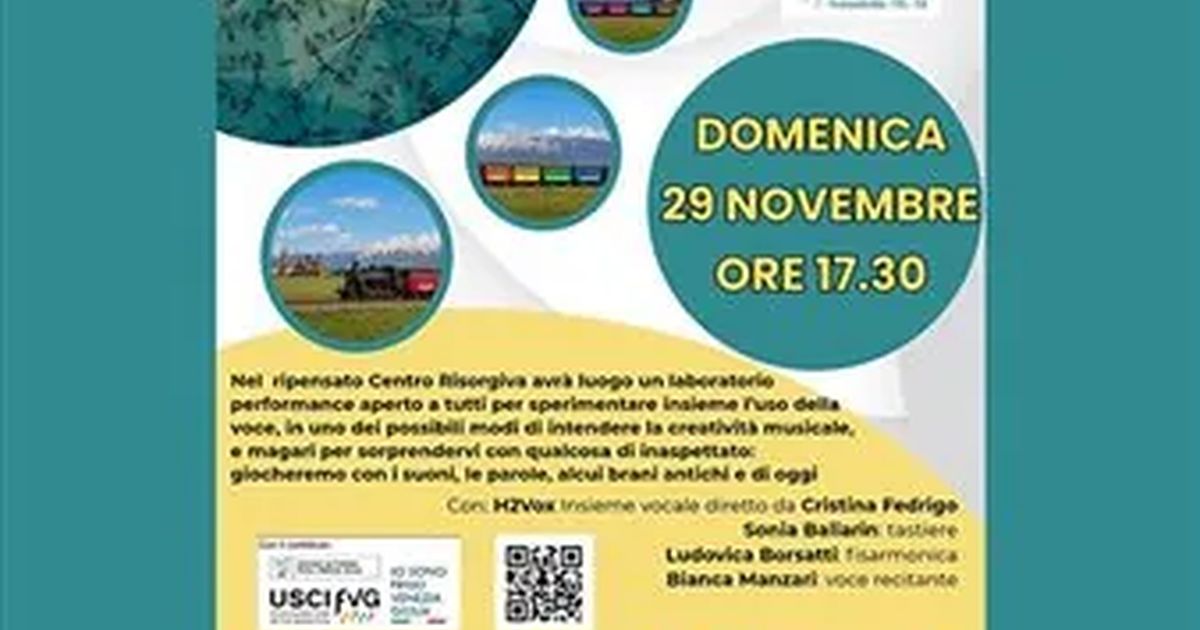 DOMENICA
29 NOVEMBRE
ORE 17.30
Nel ripensato Centro Risorgiva avrà luogo un laboratorio
performance aperto a tutti per sperimentare insieme l'uso della
voce, in uno dei possibili modi di intendere la creatività musicale,
e magari per sorprendervi con qualcosa di inaspettato:
giocheremo con i suoni, le parole, alcui brani antichi e di oggi
Con: H2Vox Insieme vocale diretto da Cristina Fedrigo
Sonia Ballarin: tastiere
Ludovica Borsatti: fisarmonica
Bianca Manzari: voce recitante
IO SONO
FRIULI
VENEZIA
GIULIA
USCI FVG